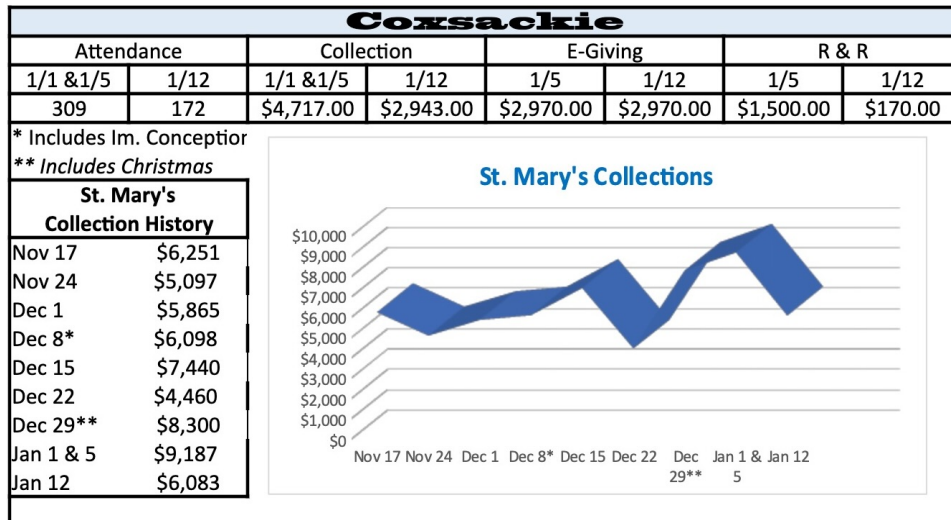 Coxsackie
Attendance Collection E-Giving R & R
1/1 &1/5 1/12 1/1 &1/5 1/12 1/5 1/12 1/5 1/12
309 172 $4,717.00 $2,943.00 $2,970.00 $2,970.00 $1,500.00 $170.00
* Includes Im. Conception
** Includes Christmas
St. Mary's
Collection History
Nov 17 $6,251
Nov 24 $5,097
Dec 1 $5,865
Dec 8* $6,098
Dec 15 $7,440
Dec 22 $4,460
Dec 29** $8,300
Jan 1 & 5 $9,187
Jan 12 $6,083
St. Mary's Collections
$10,000
$9,000
$8,000
$7,000
$6,000
$5,000
$4,000
$3,000
$2,000
$1,000
$0
Nov 17 Nov 24 Dec 1 Dec 8* Dec 15 Dec 22 Dec Jan 1 & Jan 12
29** 5